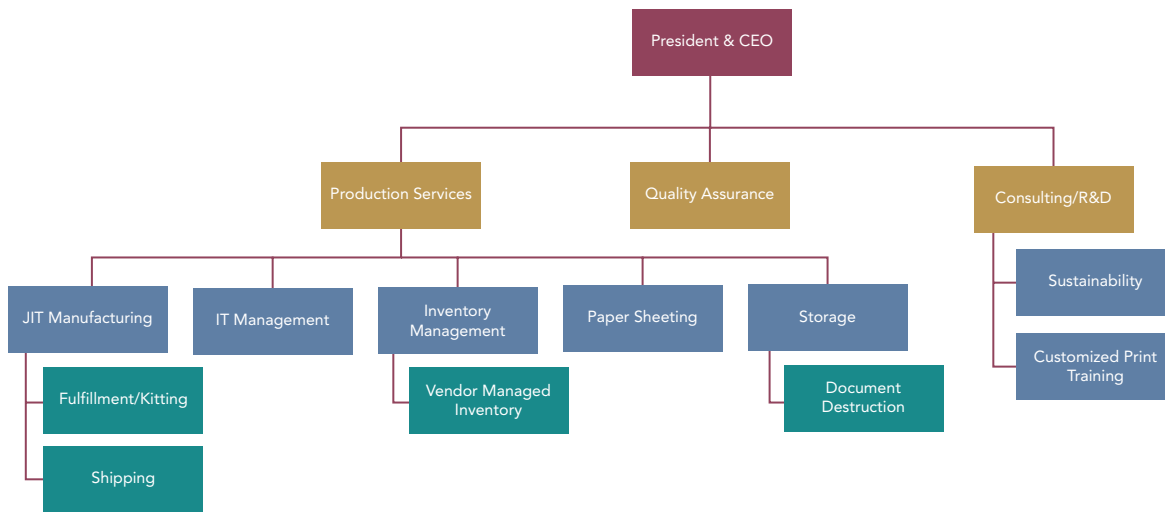 President & CEO
Production Services
Quality Assurance
Consulting/R&D
JIT Manufacturing
IT Management
Inventory
Management
Paper Sheeting
Storage
Sustainability
Customized Print
Training
Fulfillment/Kitting
Vendor Managed
Inventory
Document
Destruction
Shipping